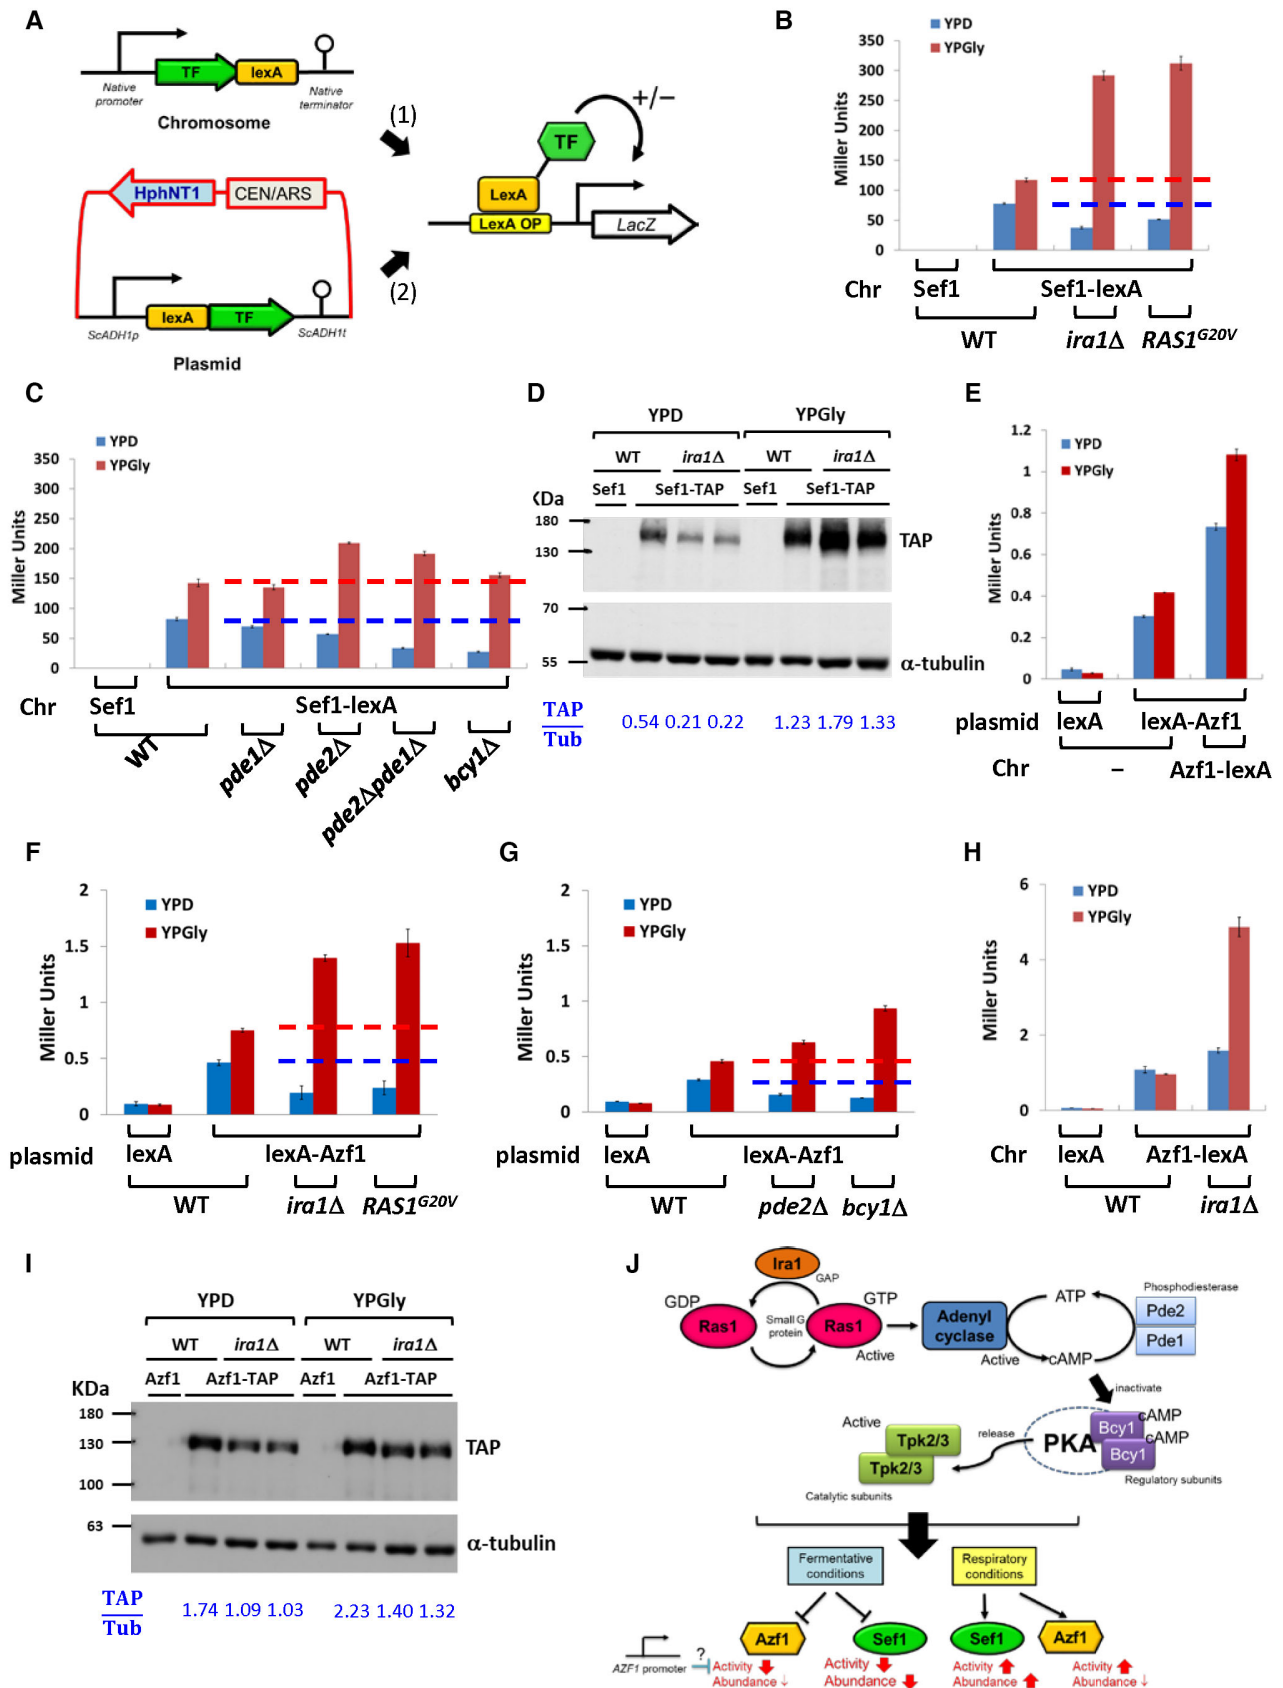 A
TF lexA
Native promoter
Native terminator
Chromosome
(1)
HphNT1 CEN/ARS
lexA TF
ScADH1p
ScADH1t
Plasmid
(2)
+/−
TF
LexA
LexA OP
LacZ
B
YPD
YPGly
Miller Units
350
300
250
200
150
100
50
0
Chr Sef1 Sef1-lexA
WT ira1Δ RAS1G20V
C
YPD
YPGly
Miller Units
350
300
250
200
150
100
50
0
Chr Sef1 Sef1-lexA
WT pde1Δ pde2Δ pde2Δpde1Δ bcy1Δ
D
YPD YPGly
WT ira1Δ WT ira1Δ
Sef1 Sef1-TAP Sef1 Sef1-TAP
KDa
180
130
TAP
70
55
α-tubulin
TAP
Tub
0.54 0.21 0.22 1.23 1.79 1.33
E
YPD
YPGly
Miller Units
1.2
1
0.8
0.6
0.4
0.2
0
plasmid lexA lexA-Azf1
Chr – Azf1-lexA
F
YPD
YPGly
Miller Units
2
1.5
1
0.5
0
plasmid lexA lexA-Azf1
WT ira1Δ RAS1G20V
G
YPD
YPGly
Miller Units
2
1.5
1
0.5
0
plasmid lexA lexA-Azf1
WT pde2Δ bcy1Δ
H
YPD
YPGly
Miller Units
6
4
2
0
Chr lexA Azf1-lexA
WT ira1Δ
I
YPD YPGly
WT ira1Δ WT ira1Δ
Azf1 Azf1-TAP Azf1 Azf1-TAP
KDa
180
130
100
TAP
63
α-tubulin
TAP
Tub
1.74 1.09 1.03 2.23 1.40 1.32
J
Ira1
GAP
GDP
GTP
Ras1
Small G protein
Ras1
Active
Adenyl cyclase
Active
ATP
cAMP
Phosphodiesterase
Pde2
Pde1
inactivate
PKA
Bcy1 cAMP
Bcy1 cAMP
Regulatory subunits
release
Active
Tpk2/3
Tpk2/3
Catalytic subunits
Fermentative conditions
Respiratory conditions
Azf1 Sef1 Sef1 Azf1
AZF1 promoter
?
Activity
Abundance ↓
Activity
Abundance
Activity
Abundance
Activity
Abundance ↓